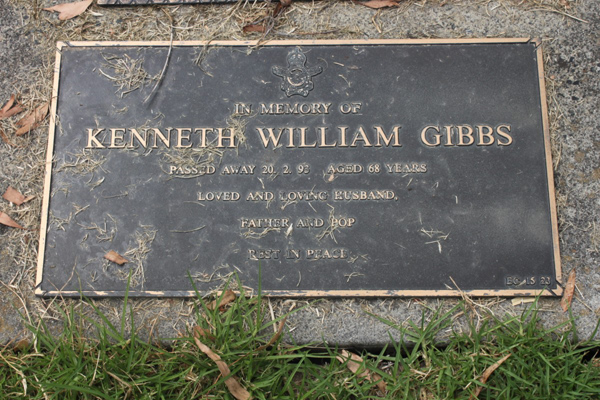 IN MEMORY OF
KENNETH WILLIAM GIBBS
PASSED AWAY 20. 2. 93 AGED 68 YEARS
LOVED AND LOVING HUSBAND,
FATHER AND POP
REST IN PEACE